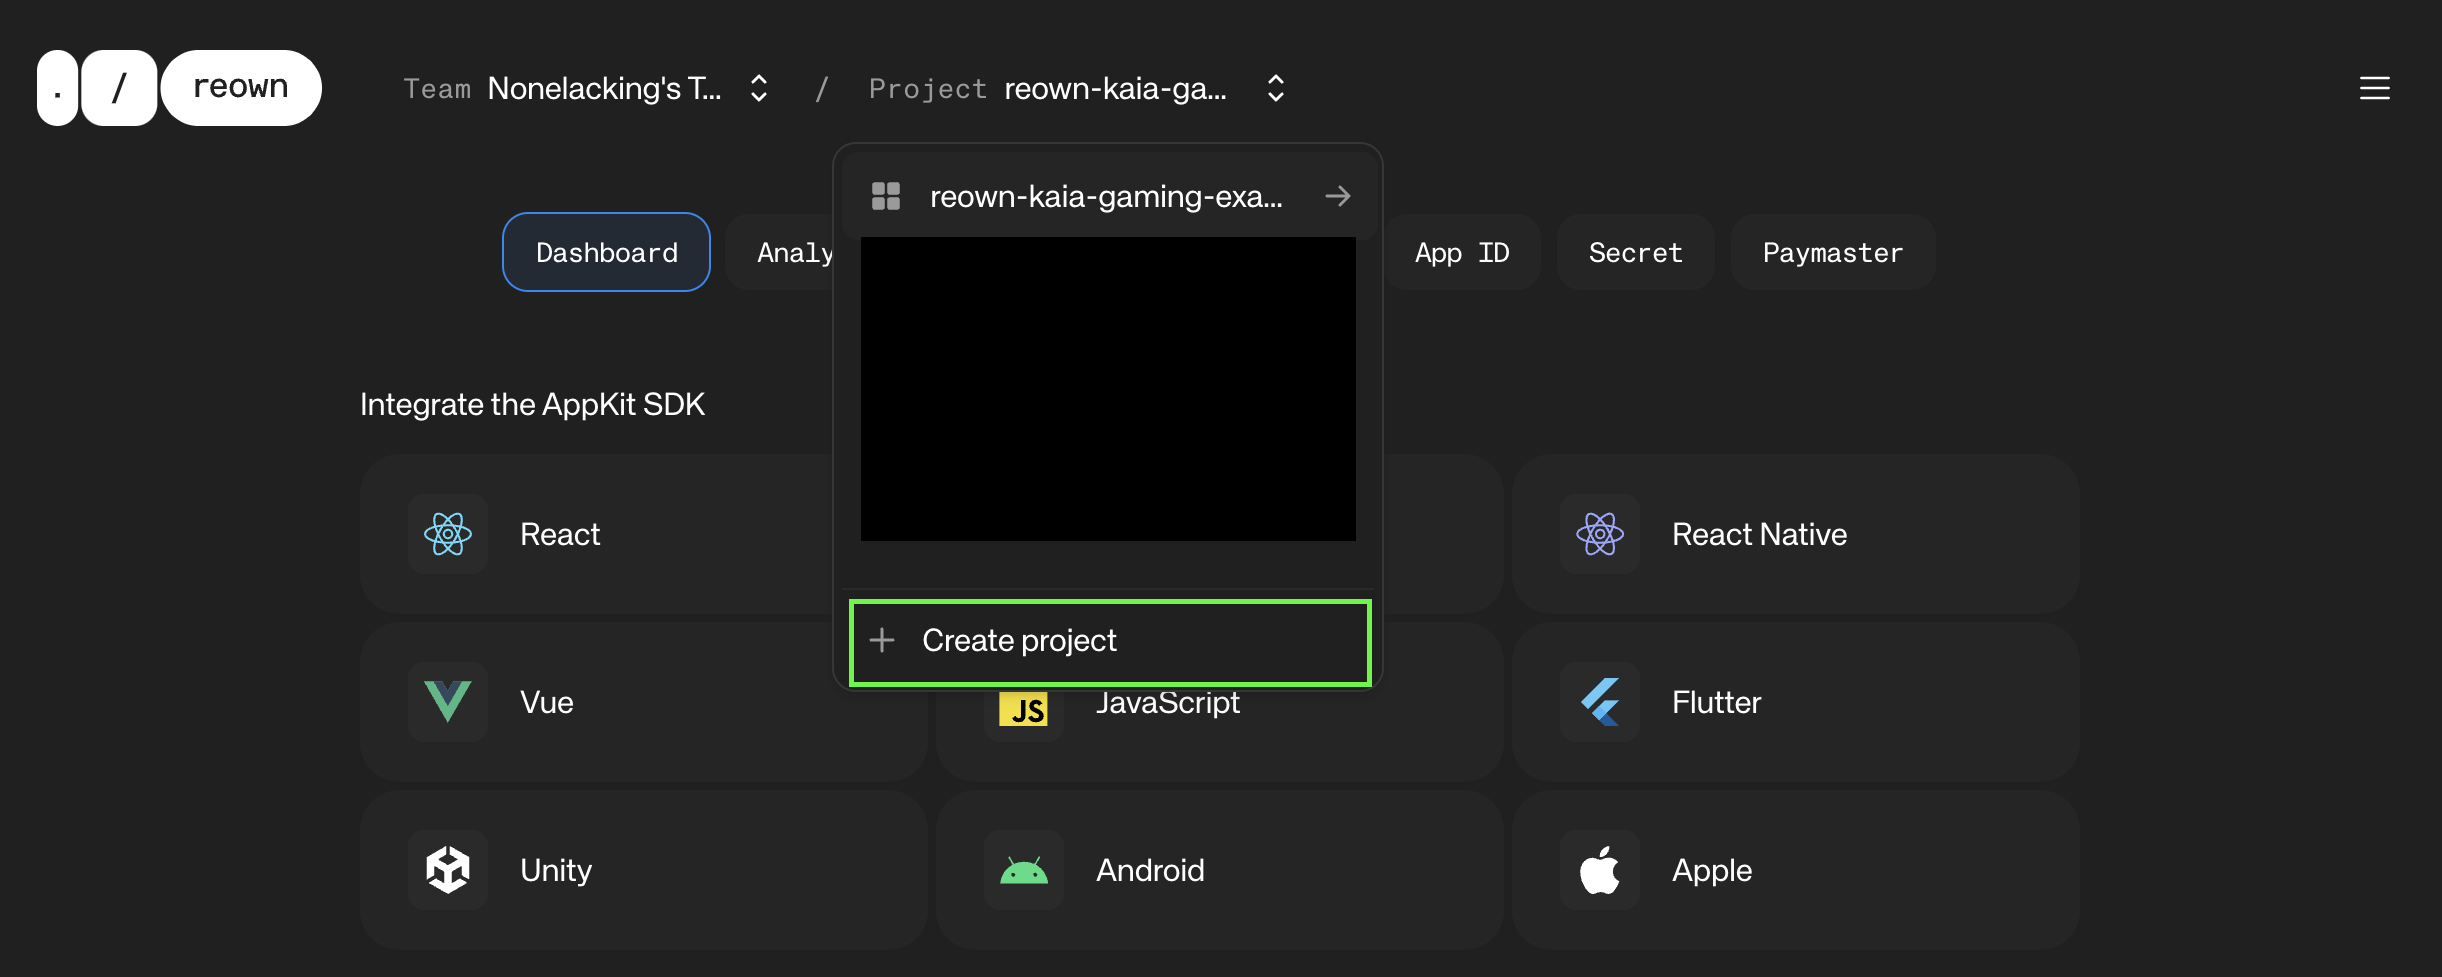 . / reown
Team Nonelacking's T... / Project reown-kaia-ga...
reown-kaia-gaming-exa...
Dashboard
Analy
App ID
Secret
Paymaster
Integrate the AppKit SDK
React
React Native
+ Create project
Vue
JS JavaScript
Flutter
Unity
Android
Apple